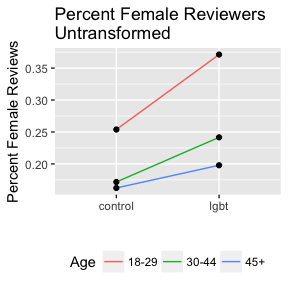 Percent Female Reviewers
Untransformed
Percent Female Reviews
0.35
0.30
0.25
0.20
control lgbt
Age 18-29 30-44 45+